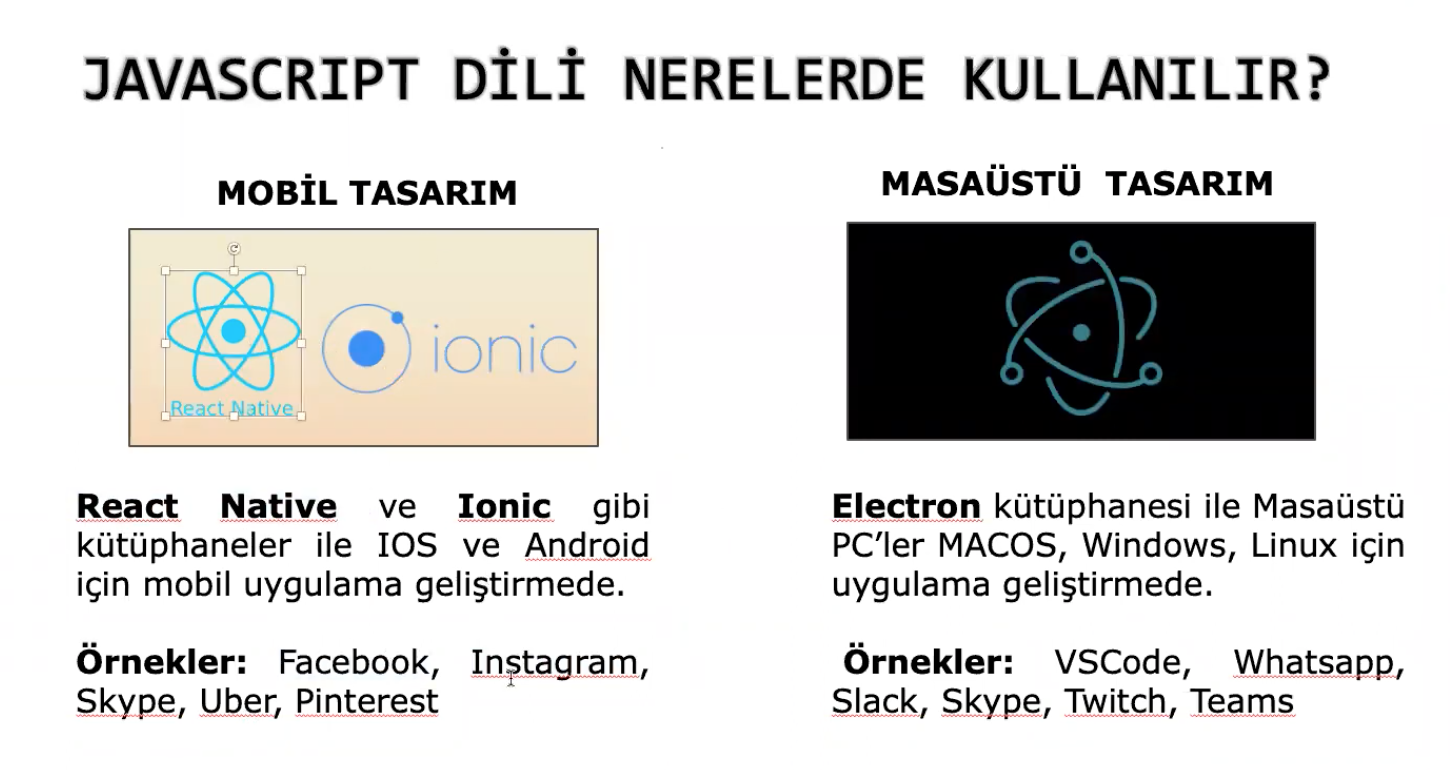 JAVASCRIPT DİLİ NERELERDE KULLANILIR?
MOBİL TASARIM
React Native
ionic
React Native ve Ionic gibi
kütüphaneler ile IOS ve Android
için mobil uygulama geliştirmede.
Örnekler: Facebook, Instagram,
Skype, Uber, Pinterest
MASAÜSTÜ TASARIM
Electron kütüphanesi ile Masaüstü
PC’ler MACOS, Windows, Linux için
uygulama geliştirmede.
Örnekler: VSCode, Whatsapp,
Slack, Skype, Twitch, Teams